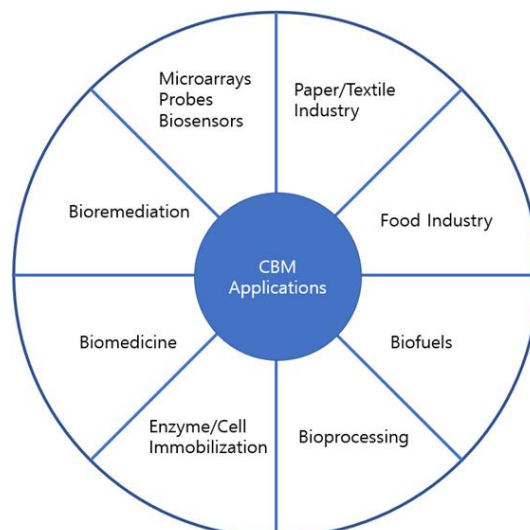 Microarrays
Probes
Biosensors
Paper/Textile
Industry
Bioremediation
Food Industry
CBM
Applications
Biomedicine
Biofuels
Enzyme/Cell
Immobilization
Bioprocessing